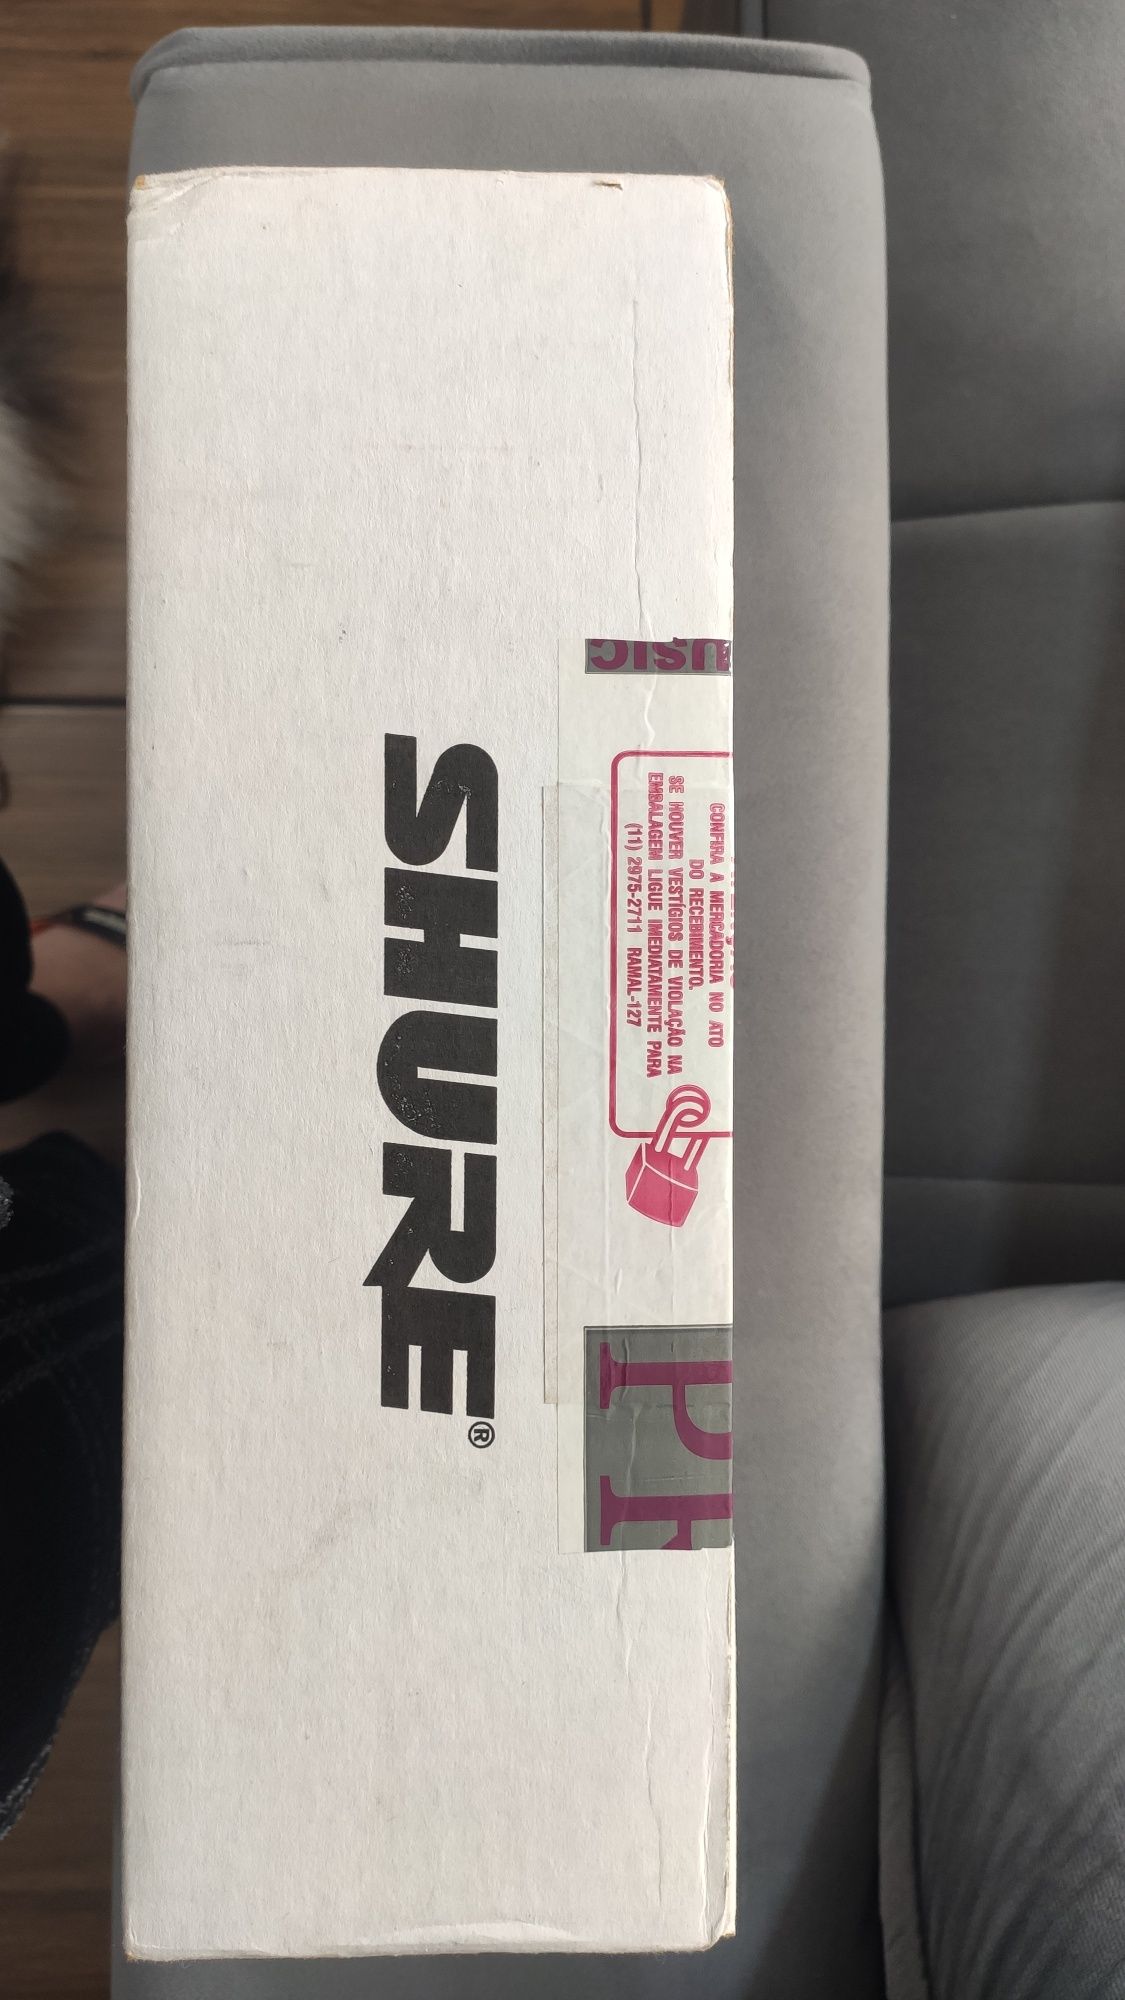 SHURE®
CONFIRA A MERCADORIA NO ATO
DO RECEBIMENTO.
SE HOUVER VESTÍGIOS DE VIOLAÇÃO NA
EMBALAGEM LIGUE IMEDIATAMENTE PARA
(11) 2975-2711 RAMAL-127